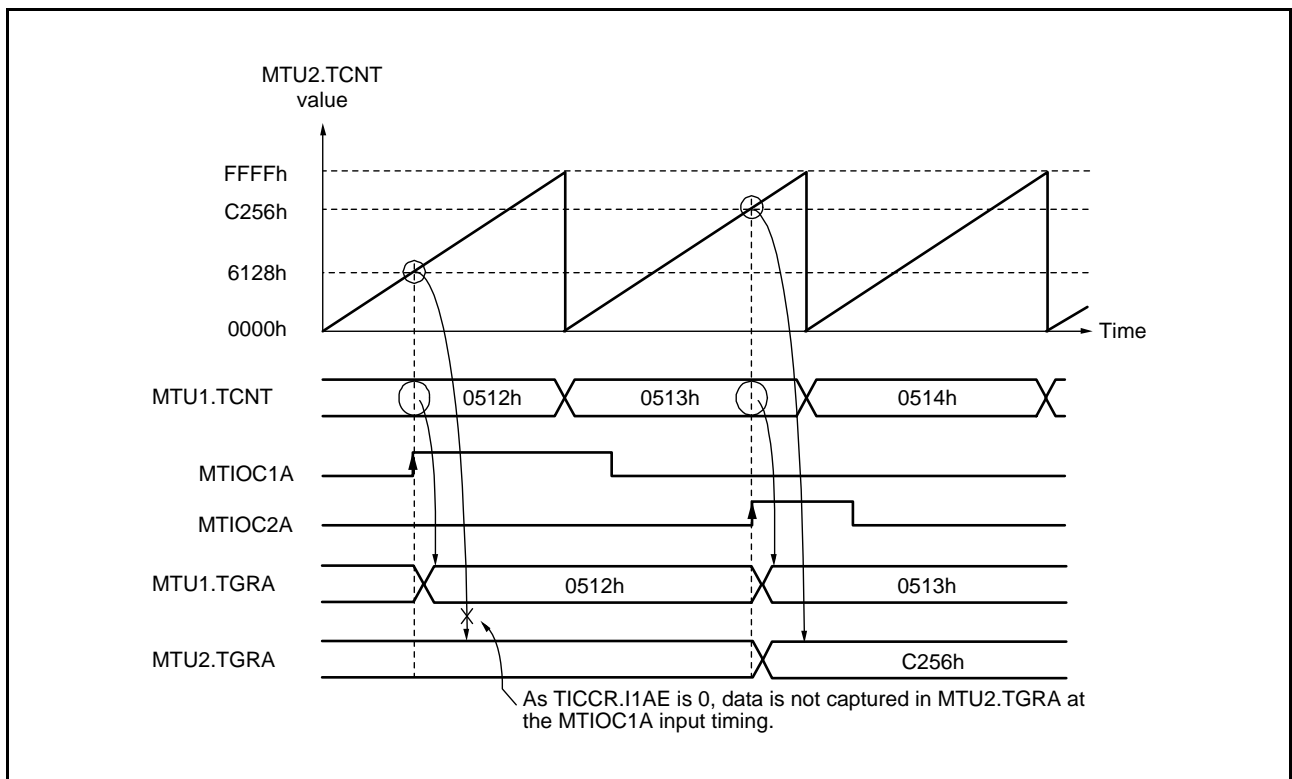 MTU2.TCNT
value
FFFFh
C256h
6128h
0000h
Time
MTU1.TCNT
0512h
0513h
0514h
MTIOC1A
MTIOC2A
MTU1.TGRA
0512h
0513h
MTU2.TGRA
C256h
As TICCR.I1AE is 0, data is not captured in MTU2.TGRA at
the MTIOC1A input timing.